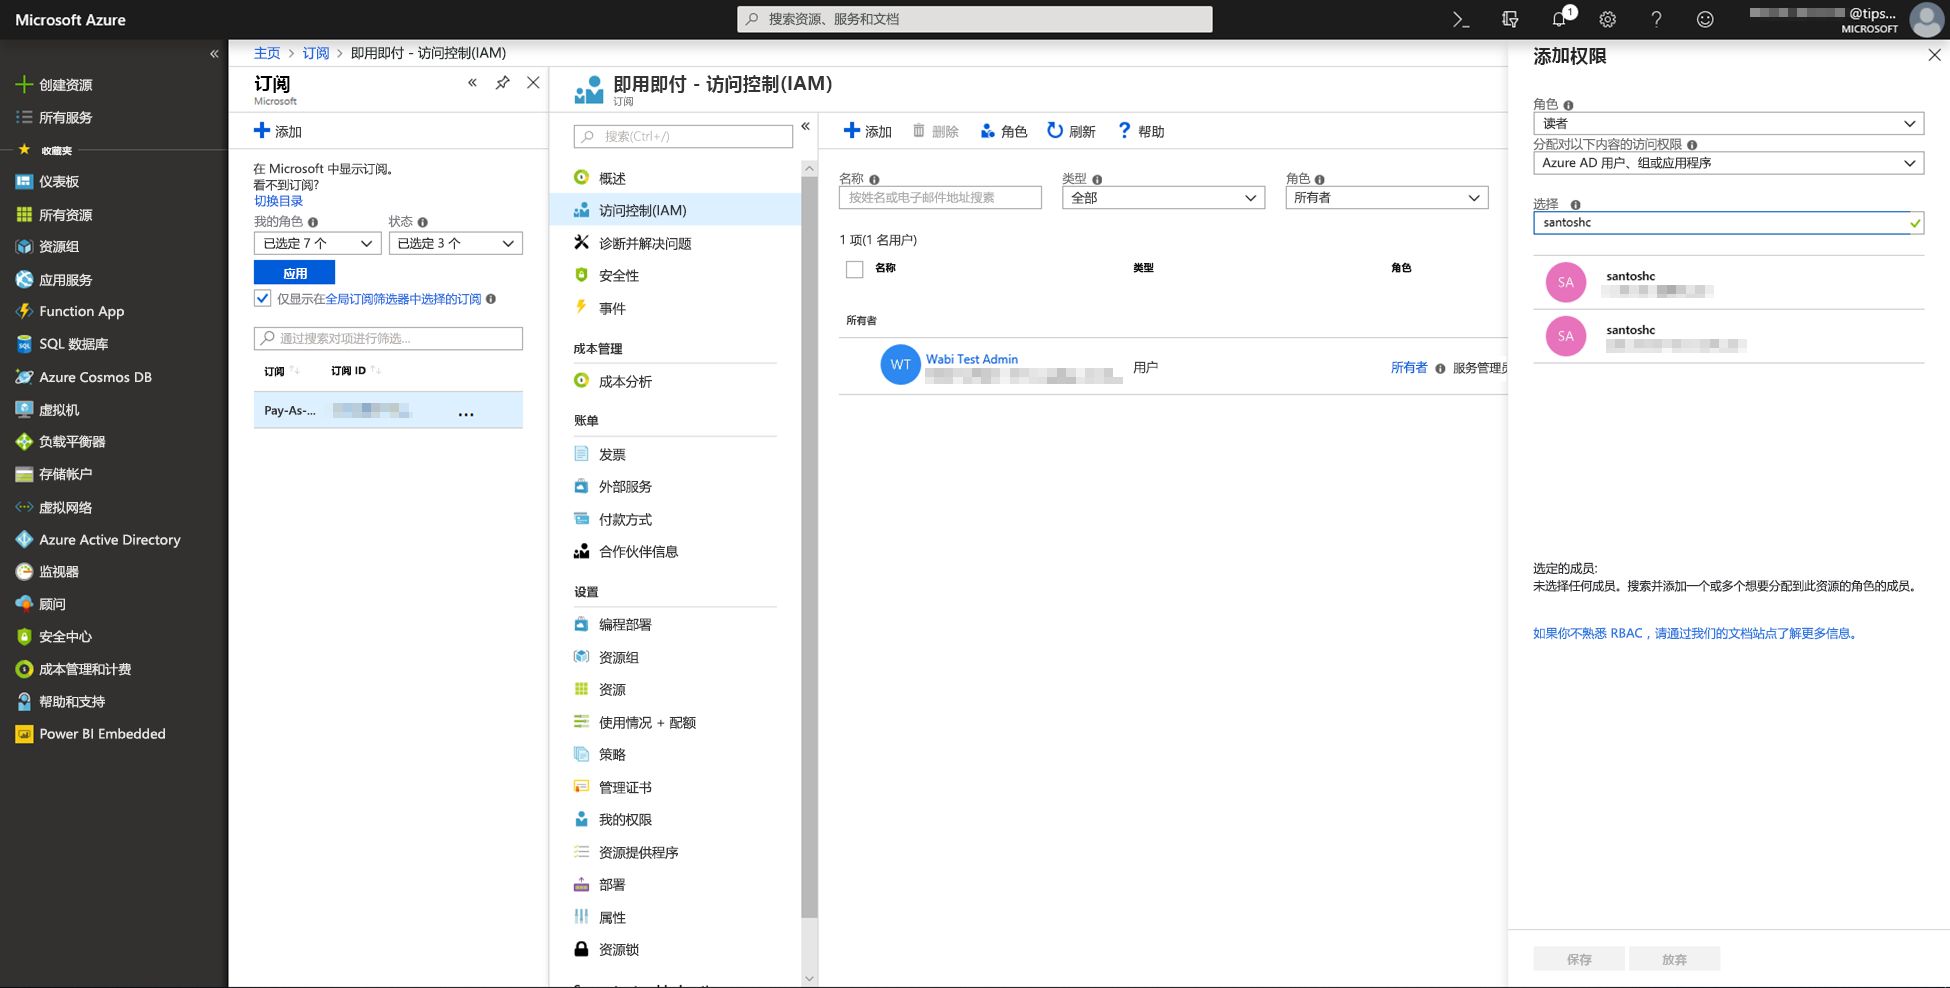 Microsoft Azure
搜索资源、服务和文档
1
@tips...
MICROSOFT
创建资源
所有服务
收藏夹
仪表板
所有资源
资源组
应用服务
Function App
SQL 数据库
Azure Cosmos DB
虚拟机
负载平衡器
存储帐户
虚拟网络
Azure Active Directory
监视器
顾问
安全中心
成本管理和计费
帮助和支持
Power BI Embedded
主页 > 订阅 > 即用即付 - 访问控制(IAM)
订阅
Microsoft
添加
在 Microsoft 中显示订阅。
看不到订阅?
切换目录
我的角色
状态
已选定 7 个
已选定 3 个
应用
仅显示在全局订阅筛选器中选择的订阅
通过搜索对项进行筛选...
订阅
订阅 ID
Pay-As-...
...
即用即付 - 访问控制(IAM)
订阅
搜索(Ctrl+/)
概述
访问控制(IAM)
诊断并解决问题
安全性
事件
成本管理
成本分析
账单
发票
外部服务
付款方式
合作伙伴信息
设置
编程部署
资源组
资源
使用情况 + 配额
策略
管理证书
我的权限
资源提供程序
部署
属性
资源锁
添加
删除
角色
刷新
帮助
名称
类型
角色
按姓名或电子邮件地址搜素
全部
所有者
1 项(1 名用户)
名称
类型
角色
所有者
WT
Wabi Test Admin
用户
所有者
服务管理员
添加权限
角色
读者
分配对以下内容的访问权限
Azure AD 用户、组或应用程序
选择
santoshc
SA
santoshc
SA
santoshc
选定的成员:
未选择任何成员。搜索并添加一个或多个想要分配到此资源的角色的成员。
如果你不熟悉 RBAC，请通过我们的文档站点了解更多信息。
保存
放弃